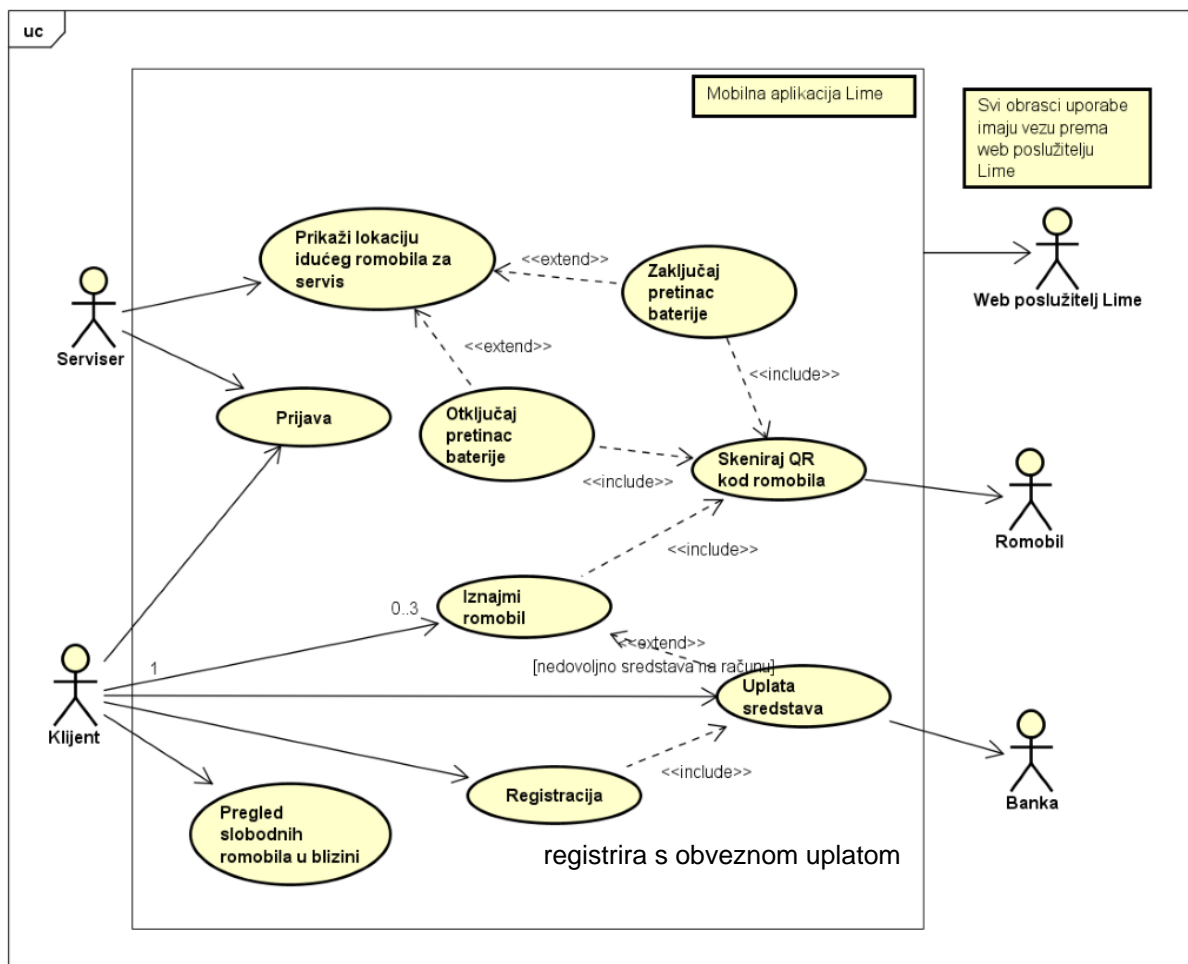 uc
Mobilna aplikacija Lime
Svi obrasci uporabe
imaju vezu prema
web poslužitelju
Lime
Prikaži lokaciju
idućeg romobila za
servis
<<extend>>
Zaključaj
pretinac
baterije
Web poslužitelj Lime
Serviser
<<extend>>
<<include>>
Prijava
Otključaj
pretinac
baterije
Skeniraj QR
kod romobila
<<include>>
Romobil
<<include>>
Iznajmi
romobil
0..3
<<extend>>
[nedovoljno sredstava na računu]
1
Uplata
sredstava
Klijent
<<include>>
Registracija
Banka
Pregled
slobodnih
romobila u blizini
registrira s obveznom uplatom